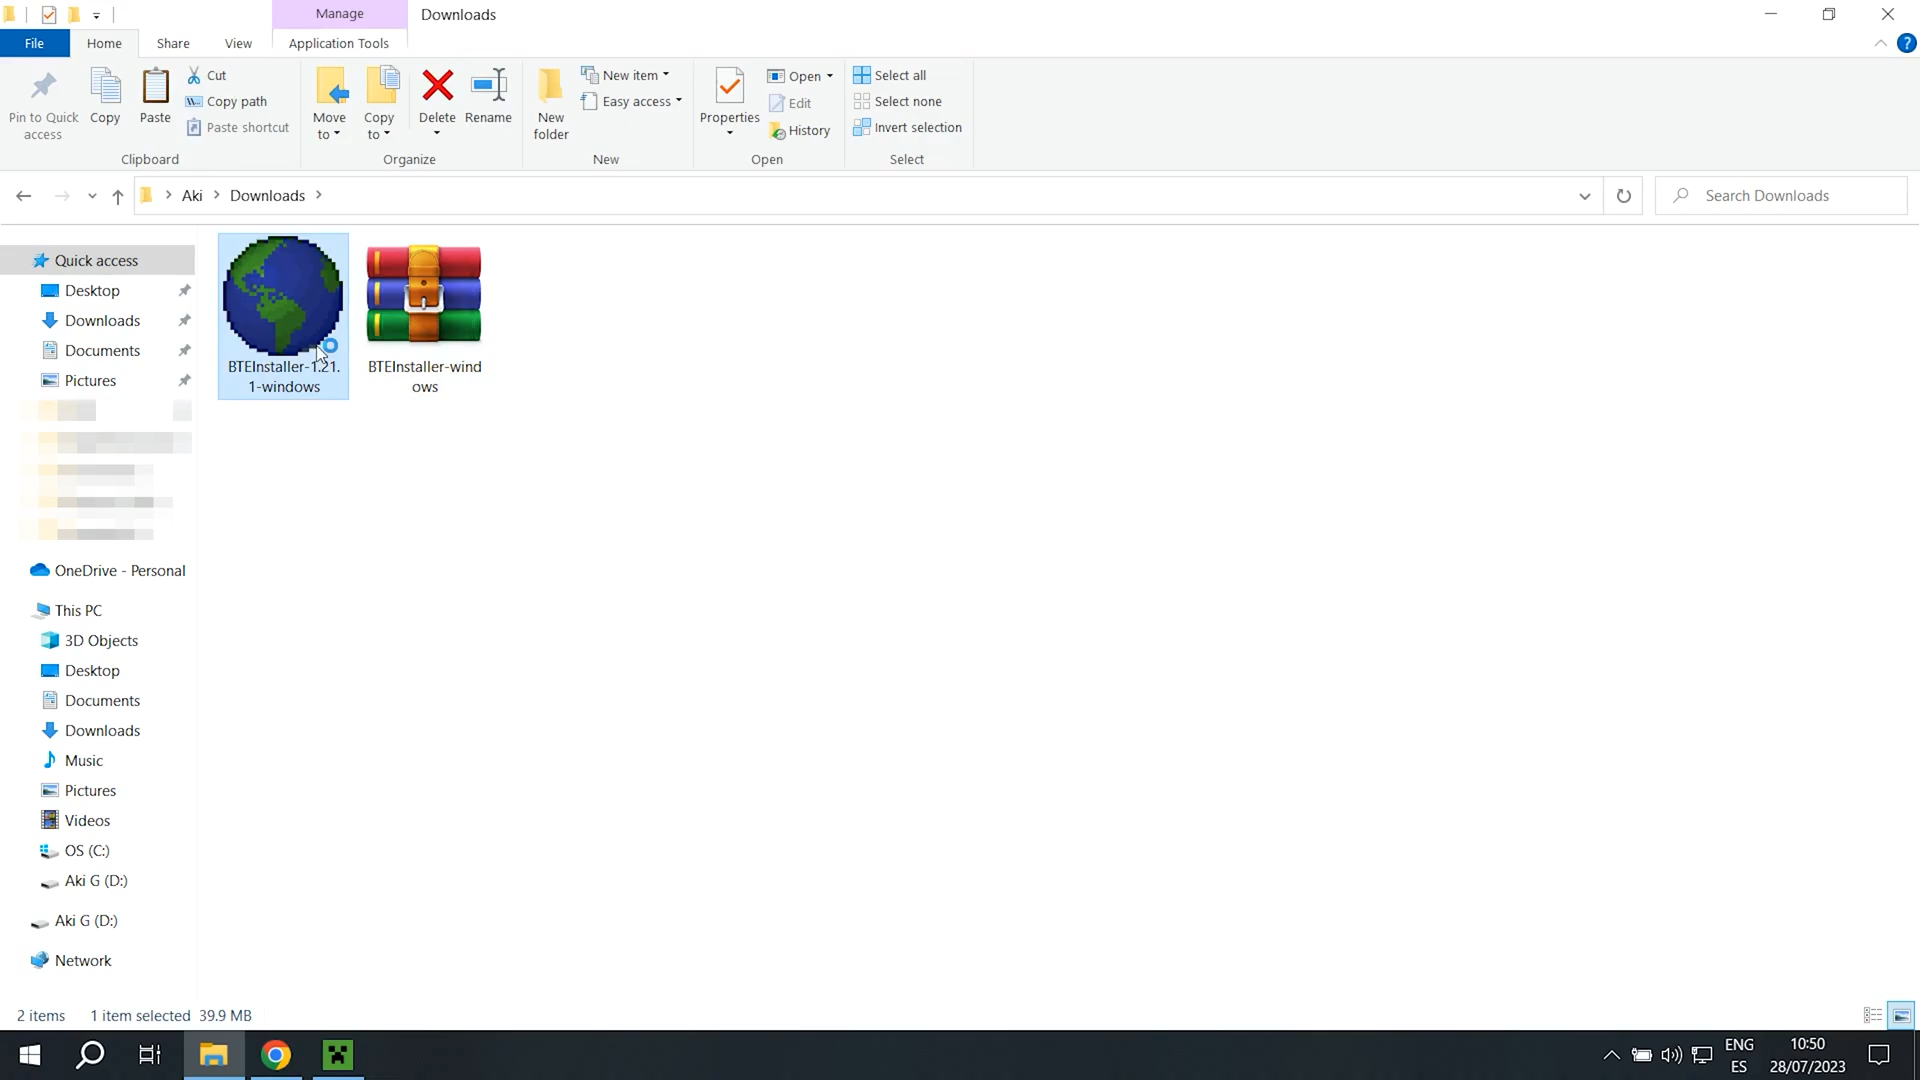 Manage
Downloads
File
Home
Share
View
Application Tools
Pin to Quick
access
Copy
Paste
Cut
Copy path
Paste shortcut
Clipboard
Move
to
Copy
to
Delete
Rename
Organize
New
folder
New item
Easy access
New
Properties
Open
Edit
History
Open
Select all
Select none
Invert selection
Select
Aki
Downloads
Search Downloads
Quick access
Desktop
Downloads
Documents
Pictures
OneDrive - Personal
This PC
3D Objects
Desktop
Documents
Downloads
Music
Pictures
Videos
OS (C:)
Aki G (D:)
Aki G (D:)
Network
BTEInstaller-1.21.
1-windows
BTEInstaller-wind
ows
2 items
1 item selected 39.9 MB
ENG
ES
10:50
28/07/2023